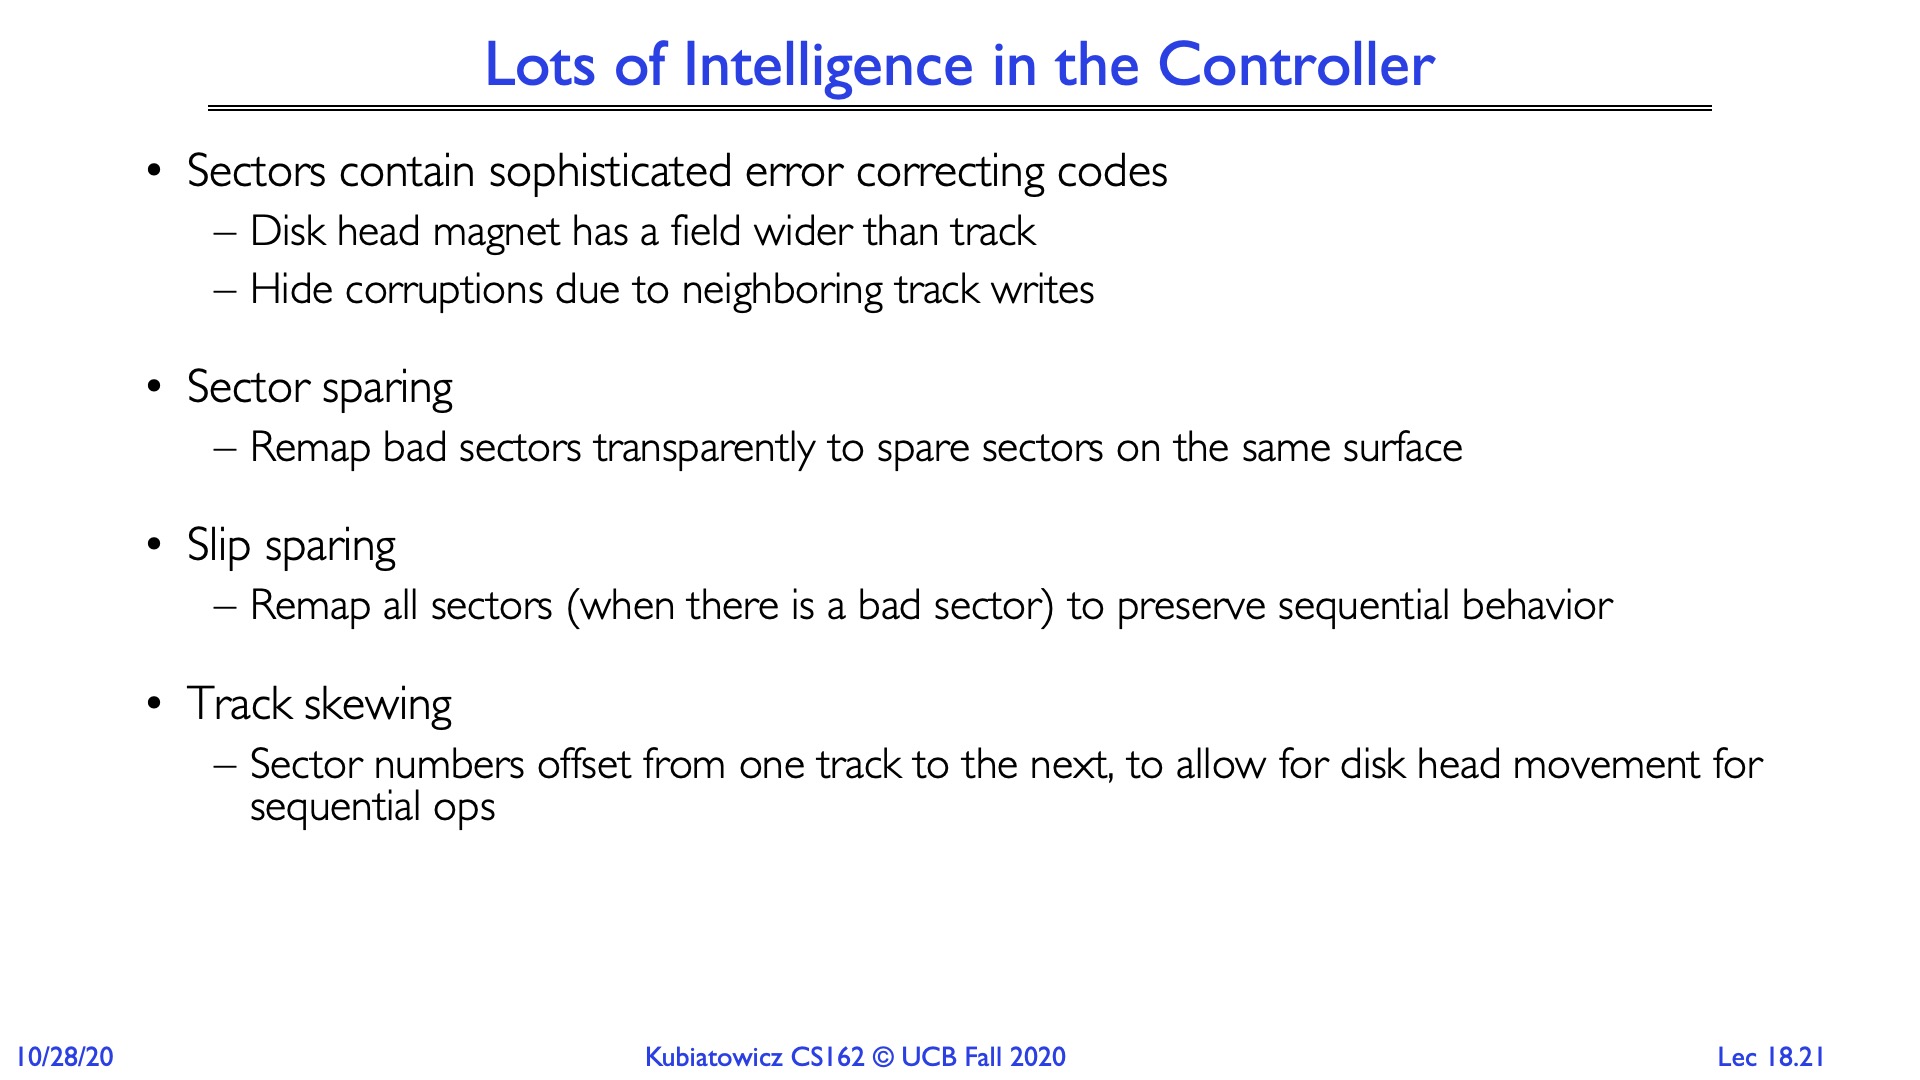 Lots of Intelligence in the Controller
• Sectors contain sophisticated error correcting codes
– Disk head magnet has a field wider than track
– Hide corruptions due to neighboring track writes
• Sector sparing
– Remap bad sectors transparently to spare sectors on the same surface
• Slip sparing
– Remap all sectors (when there is a bad sector) to preserve sequential behavior
• Track skewing
– Sector numbers offset from one track to the next, to allow for disk head movement for
sequential ops
10/28/20
Kubiatowicz CS162 © UCB Fall 2020
Lec 18.21